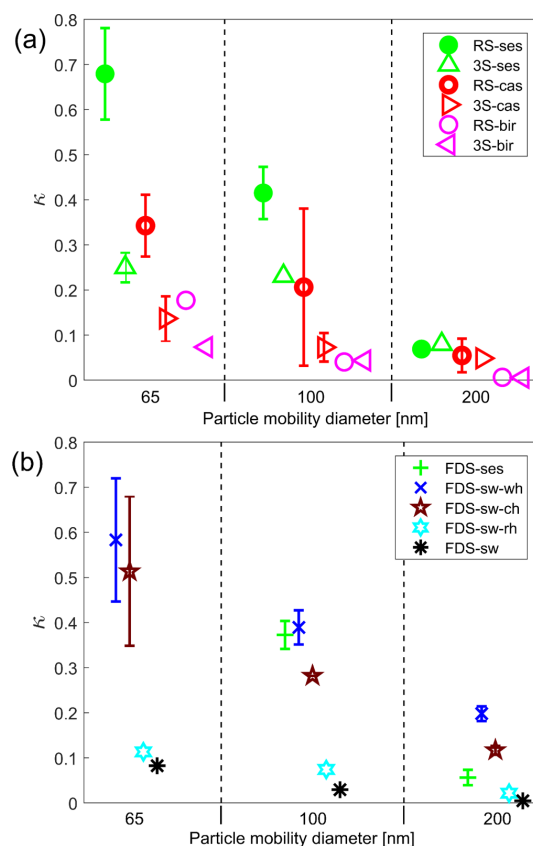 (a)
0.8
0.7
0.6
0.5
0.4
0.3
0.2
0.1
0
κ
RS-ses
3S-ses
RS-cas
3S-cas
RS-bir
3S-bir
65 100 200
Particle mobility diameter [nm]
(b)
0.8
0.7
0.6
0.5
0.4
0.3
0.2
0.1
0
κ
FDS-ses
FDS-sw-wh
FDS-sw-ch
FDS-sw-rh
FDS-sw
65 100 200
Particle mobility diameter [nm]